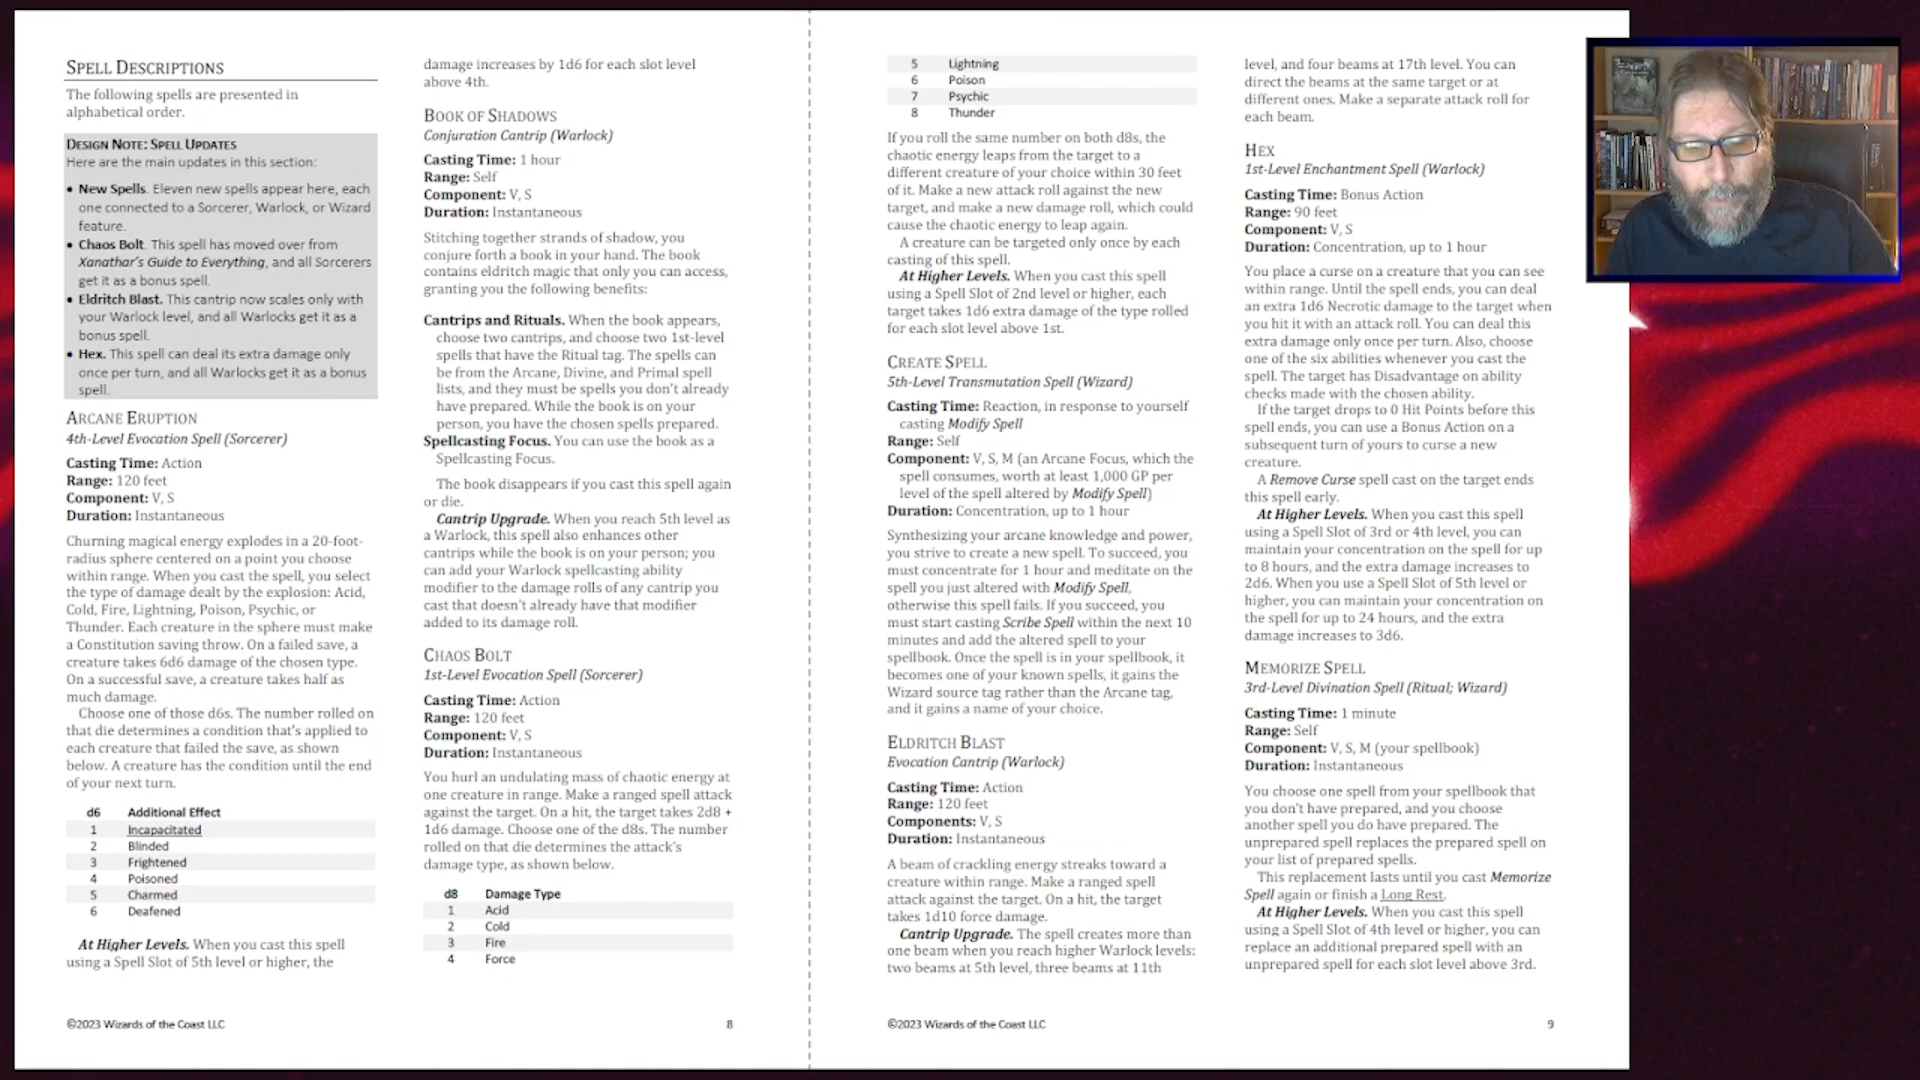 SPELL DESCRIPTIONS
The following spells are presented in
alphabetical order.
DESIGN NOTE: SPELL UPDATES
Here are the main updates in this section:
• New Spells. Eleven new spells appear here, each
one connected to a Sorcerer, Warlock, or Wizard
feature.
• Chaos Bolt. This spell has moved over from
Xanathar's Guide to Everything, and all Sorcerers
get it as a bonus spell.
• Eldritch Blast. This cantrip now scales only with
your Warlock level, and all Warlocks get it as a
bonus spell.
• Hex. This spell can deal its extra damage only
once per turn, and all Warlocks get it as a bonus
spell.
ARCANE ERUPTION
4th-Level Evocation Spell (Sorcerer)
Casting Time: Action
Range: 120 feet
Component: V, S
Duration: Instantaneous
Churning magical energy explodes in a 20-foot-
radius sphere centered on a point you choose
within range. When you cast the spell, you select
the type of damage dealt by the explosion: Acid,
Cold, Fire, Lightning, Poison, Psychic, or
Thunder. Each creature in the sphere must make
a Constitution saving throw. On a failed save, a
creature takes 6d6 damage of the chosen type.
On a successful save, a creature takes half as
much damage.
Choose one of those d6s. The number rolled on
that die determines a condition that's applied to
each creature that failed the save, as shown
below. A creature has the condition until the end
of your next turn.
d6 Additional Effect
1 Incapacitated
2 Blinded
3 Frightened
4 Poisoned
5 Charmed
6 Deafened
At Higher Levels. When you cast this spell
using a Spell Slot of 5th level or higher, the
damage increases by 1d6 for each slot level
above 4th.
BOOK OF SHADOWS
Conjuration Cantrip (Warlock)
Casting Time: 1 hour
Range: Self
Component: V, S
Duration: Instantaneous
Stitching together strands of shadow, you
conjure forth a book in your hand. The book
contains eldritch magic that only you can access,
granting you the following benefits:
Cantrips and Rituals. When the book appears,
choose two cantrips, and choose two 1st-level
spells that have the Ritual tag. The spells can
be from the Arcane, Divine, and Primal spell
lists, and they must be spells you don't already
have prepared. While the book is on your
person, you have the chosen spells prepared.
Spellcasting Focus. You can use the book as a
Spellcasting Focus.
The book disappears if you cast this spell again
or die.
Cantrip Upgrade. When you reach 5th level as
a Warlock, this spell also enhances other
cantrips while the book is on your person; you
can add your Warlock spellcasting ability
modifier to the damage rolls of any cantrip you
cast that doesn't already have that modifier
added to its damage roll.
CHAOS BOLT
1st-Level Evocation Spell (Sorcerer)
Casting Time: Action
Range: 120 feet
Component: V, S
Duration: Instantaneous
You hurl an undulating mass of chaotic energy at
one creature in range. Make a ranged spell attack
against the target. On a hit, the target takes 2d8 +
1d6 damage. Choose one of the d8s. The number
rolled on that die determines the attack's
damage type, as shown below.
d8 Damage Type
1 Acid
2 Cold
3 Fire
4 Force
©2023 Wizards of the Coast LLC 8
5 Lightning
6 Poison
7 Psychic
8 Thunder
If you roll the same number on both d8s, the
chaotic energy leaps from the target to a
different creature of your choice within 30 feet
of it. Make a new attack roll against the new
target, and make a new damage roll, which could
cause the chaotic energy to leap again.
A creature can be targeted only once by each
casting of this spell.
At Higher Levels. When you cast this spell
using a Spell Slot of 2nd level or higher, each
target takes 1d6 extra damage of the type rolled
for each slot level above 1st.
CREATE SPELL
5th-Level Transmutation Spell (Wizard)
Casting Time: Reaction, in response to yourself
casting Modify Spell
Range: Self
Component: V, S, M (an Arcane Focus, which the
spell consumes, worth at least 1,000 GP per
level of the spell altered by Modify Spell)
Duration: Concentration, up to 1 hour
Synthesizing your arcane knowledge and power,
you strive to create a new spell. To succeed, you
must concentrate for 1 hour and meditate on the
spell you just altered with Modify Spell,
otherwise this spell fails. If you succeed, you
must start casting Scribe Spell within the next 10
minutes and add the altered spell to your
spellbook. Once the spell is in your spellbook, it
becomes one of your known spells, it gains the
Wizard source tag rather than the Arcane tag,
and it gains a name of your choice.
ELDRITCH BLAST
Evocation Cantrip (Warlock)
Casting Time: Action
Range: 120 feet
Components: V, S
Duration: Instantaneous
A beam of crackling energy streaks toward a
creature within range. Make a ranged spell
attack against the target. On a hit, the target
takes 1d10 force damage.
Cantrip Upgrade. The spell creates more than
one beam when you reach higher Warlock levels:
two beams at 5th level, three beams at 11th
level, and four beams at 17th level. You can
direct the beams at the same target or at
different ones. Make a separate attack roll for
each beam.
HEX
1st-Level Enchantment Spell (Warlock)
Casting Time: Bonus Action
Range: 90 feet
Component: V, S
Duration: Concentration, up to 1 hour
You place a curse on a creature that you can see
within range. Until the spell ends, you can deal
an extra 1d6 Necrotic damage to the target when
you hit it with an attack roll. You can deal this
extra damage only once per turn. Also, choose
one of the six abilities whenever you cast the
spell. The target has Disadvantage on ability
checks made with the chosen ability.
If the target drops to 0 Hit Points before this
spell ends, you can use a Bonus Action on a
subsequent turn of yours to curse a new
creature.
A Remove Curse spell cast on the target ends
this spell early.
At Higher Levels. When you cast this spell
using a Spell Slot of 3rd or 4th level, you can
maintain your concentration on the spell for up
to 8 hours, and the extra damage increases to
2d6. When you use a Spell Slot of 5th level or
higher, you can maintain your concentration on
the spell for up to 24 hours, and the extra
damage increases to 3d6.
MEMORIZE SPELL
3rd-Level Divination Spell (Ritual; Wizard)
Casting Time: 1 minute
Range: Self
Component: V, S, M (your spellbook)
Duration: Instantaneous
You choose one spell from your spellbook that
you don't have prepared, and you choose
another spell you do have prepared. The
unprepared spell replaces the prepared spell on
your list of prepared spells.
This replacement lasts until you cast Memorize
Spell again or finish a Long Rest.
At Higher Levels. When you cast this spell
using a Spell Slot of 4th level or higher, you can
replace an additional prepared spell with an
unprepared spell for each slot level above 3rd.
©2023 Wizards of the Coast LLC 9